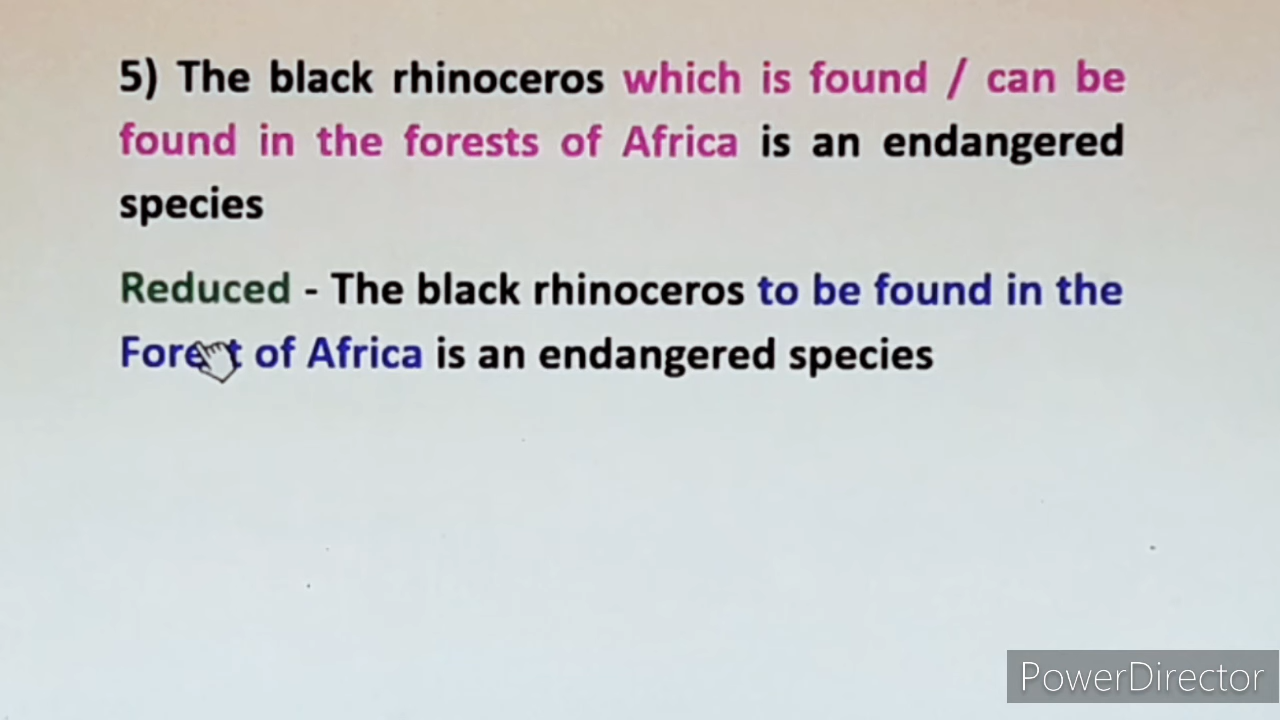 5) The black rhinoceros which is found / can be
found in the forests of Africa is an endangered
species
Reduced - The black rhinoceros to be found in the
Forest of Africa is an endangered species
PowerDirector